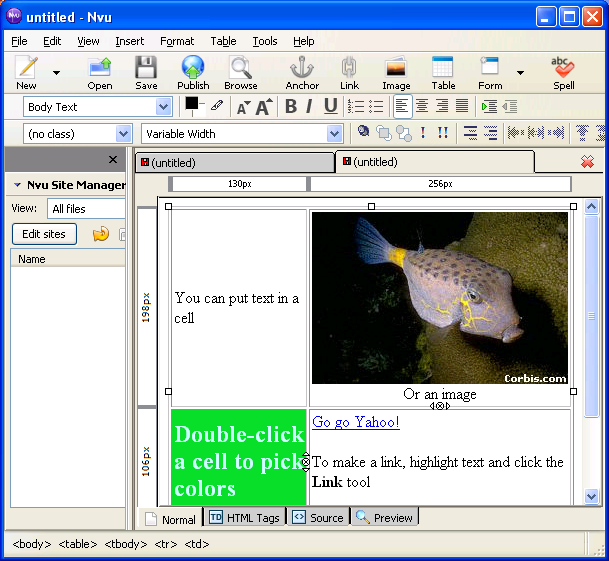 untitled - Nvu
File Edit View Insert Format Table Tools Help
New Open Save Publish Browse Anchor Link Image Table Form Spell
Body Text
(no class) Variable Width
(untitled) (untitled)
130px 256px
Nvu Site Manager
View: All files
Edit sites
Name
198px
You can put text in a
cell
Corbis.com
Or an image
106px
Double-click
a cell to pick
colors
Go go Yahoo!
To make a link, highlight text and click the
Link tool
Normal HTML Tags Source Preview
<body> <table> <tbody> <tr> <td>